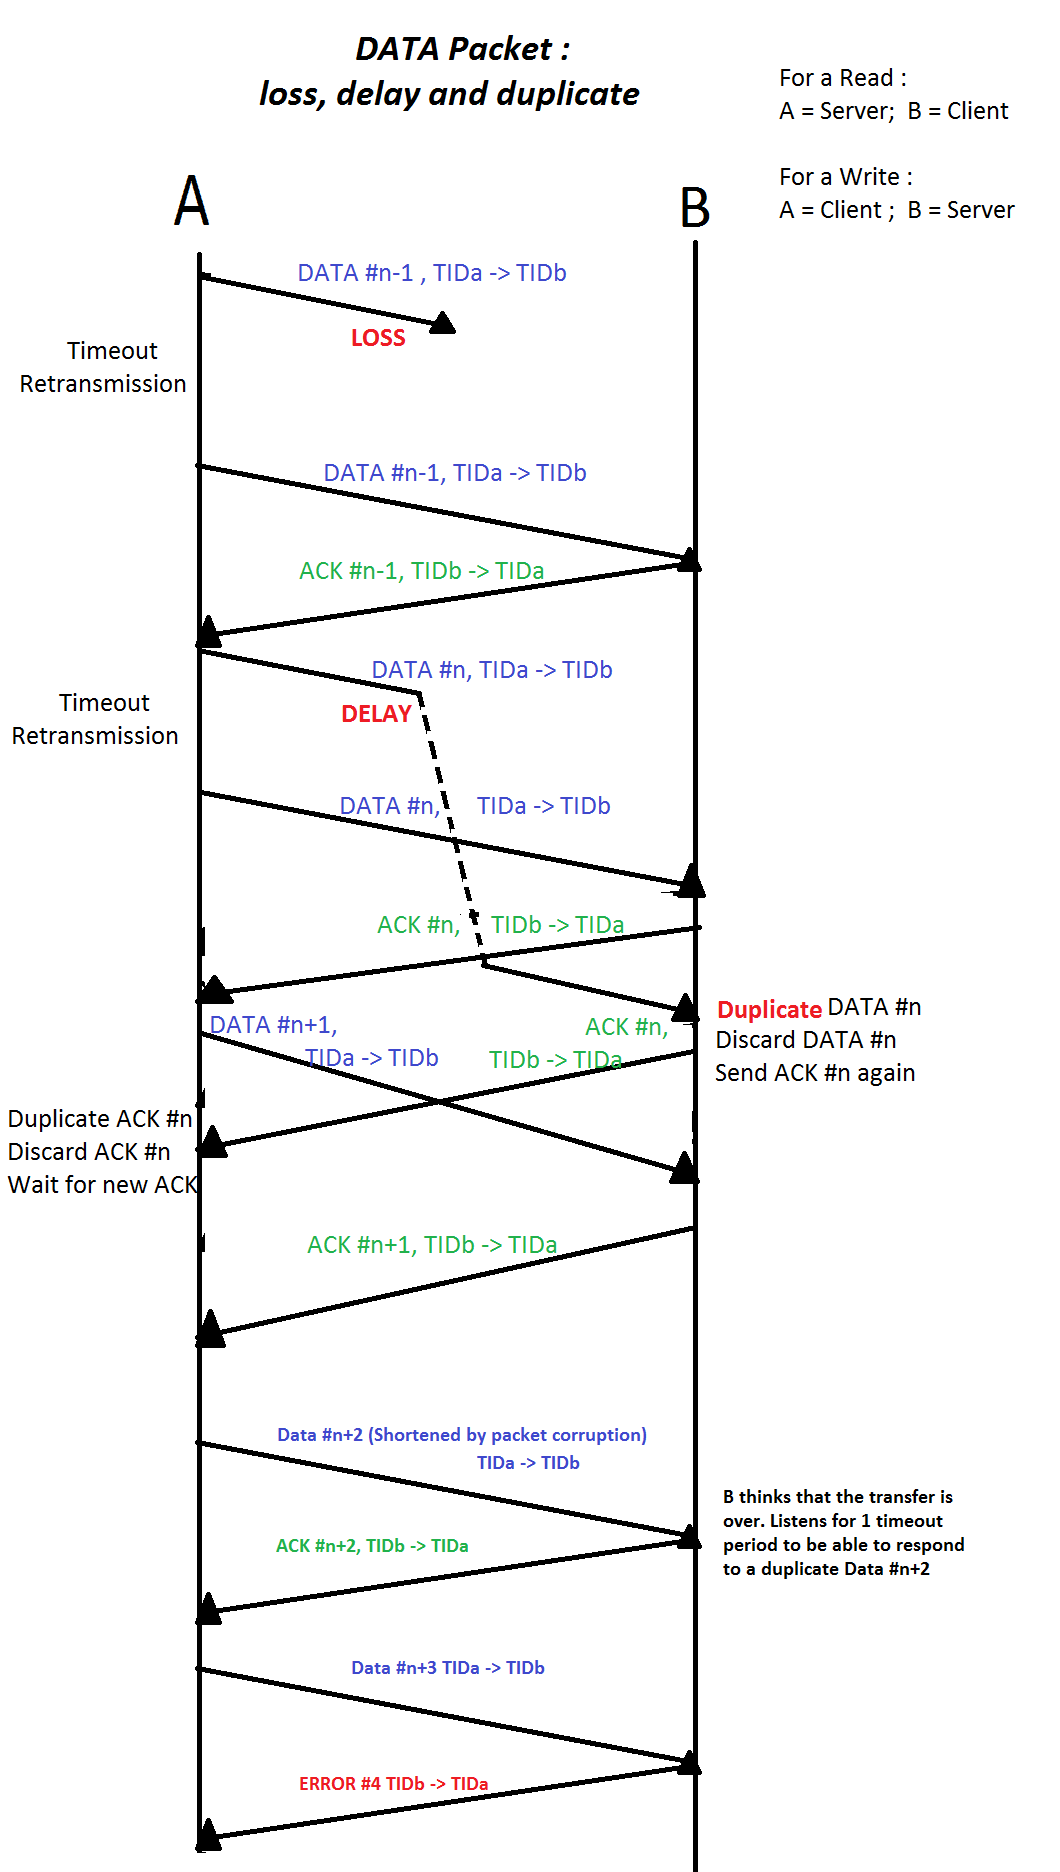 DATA Packet :
loss, delay and duplicate
For a Read :
A = Server;  B = Client
For a Write :
A = Client ;  B = Server
A
B
DATA #n-1 , TIDa -> TIDb
LOSS
Timeout
Retransmission
DATA #n-1, TIDa -> TIDb
ACK #n-1, TIDb -> TIDa
DATA #n, TIDa -> TIDb
DELAY
Timeout
Retransmission
DATA #n, TIDa -> TIDb
ACK #n, TIDb -> TIDa
Duplicate DATA #n
Discard DATA #n
Send ACK #n again
DATA #n+1,
TIDa -> TIDb
ACK #n,
TIDb -> TIDa
Duplicate ACK #n
Discard ACK #n
Wait for new ACK
ACK #n+1, TIDb -> TIDa
Data #n+2 (Shortened by packet corruption)
TIDa -> TIDb
B thinks that the transfer is
over. Listens for 1 timeout
period to be able to respond
to a duplicate Data #n+2
ACK #n+2, TIDb -> TIDa
Data #n+3 TIDa -> TIDb
ERROR #4 TIDb -> TIDa